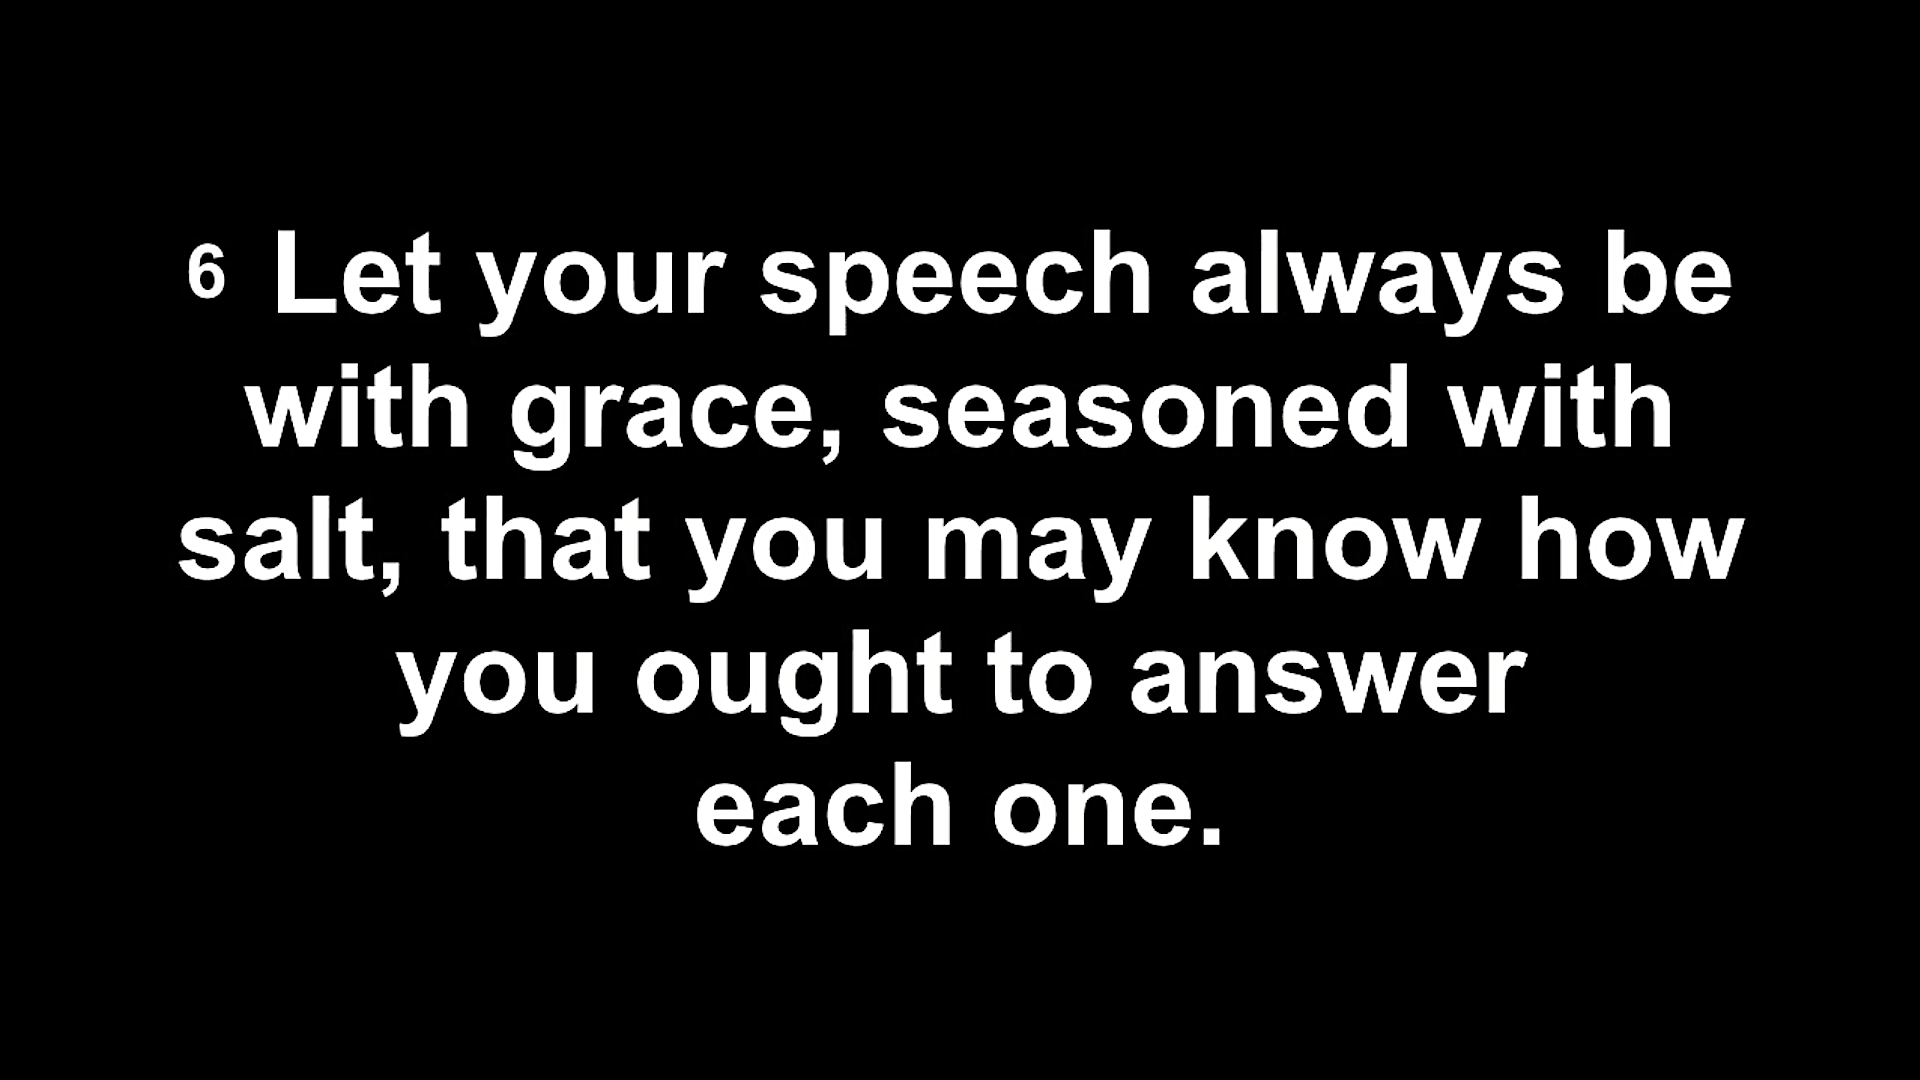 6 Let your speech always be
with grace, seasoned with
salt, that you may know how
you ought to answer
each one.